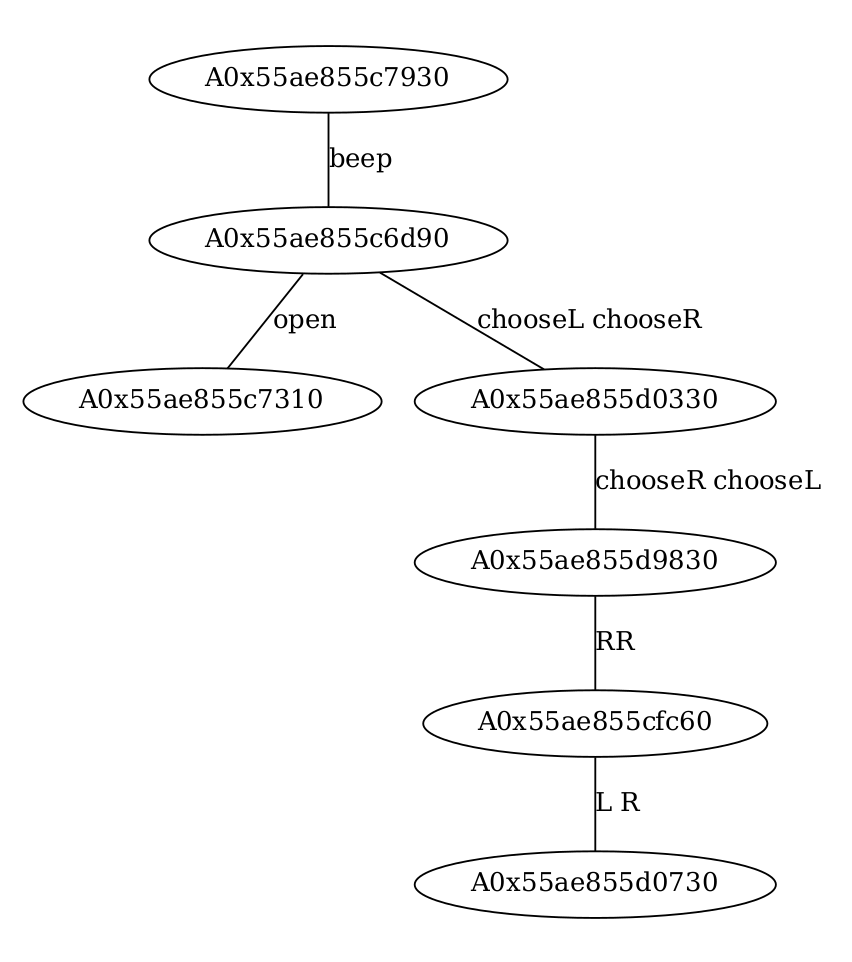 A0x55ae855c7930
beep
A0x55ae855c6d90
open
chooseL chooseR
A0x55ae855c7310
A0x55ae855d0330
chooseR chooseL
A0x55ae855d9830
RR
A0x55ae855cfc60
L R
A0x55ae855d0730